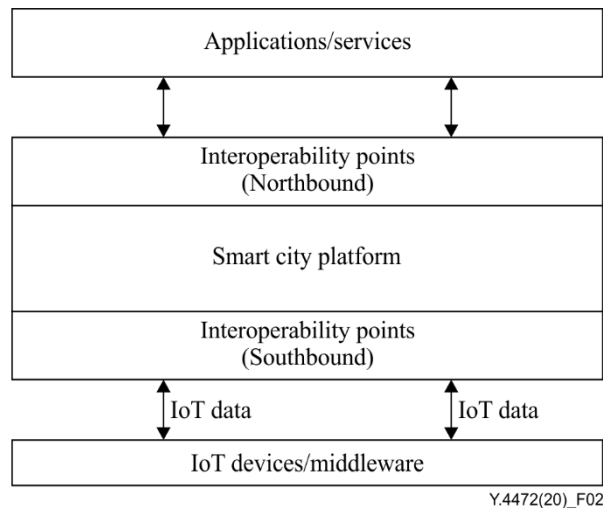 Applications/services
Interoperability points
(Northbound)
Smart city platform
Interoperability points
(Southbound)
IoT data
IoT data
IoT devices/middleware
Y.4472(20)_F02